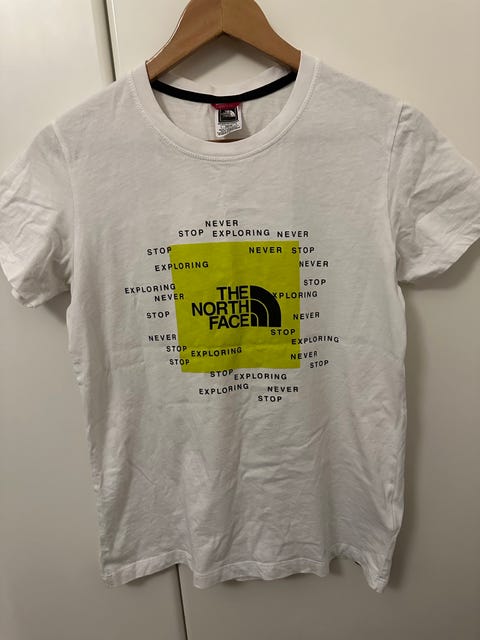 NEVER
STOP EXPLORING NEVER
STOP NEVER STOP
EXPLORING NEVER
EXPLORING STOP
NEVER EXPLORING
THE
NORTH
FACE
STOP NEVER
STOP
NEVER EXPLORING
STOP EXPLORING NEVER
STOP STOP
STOP EXPLORING
EXPLORING NEVER
STOP